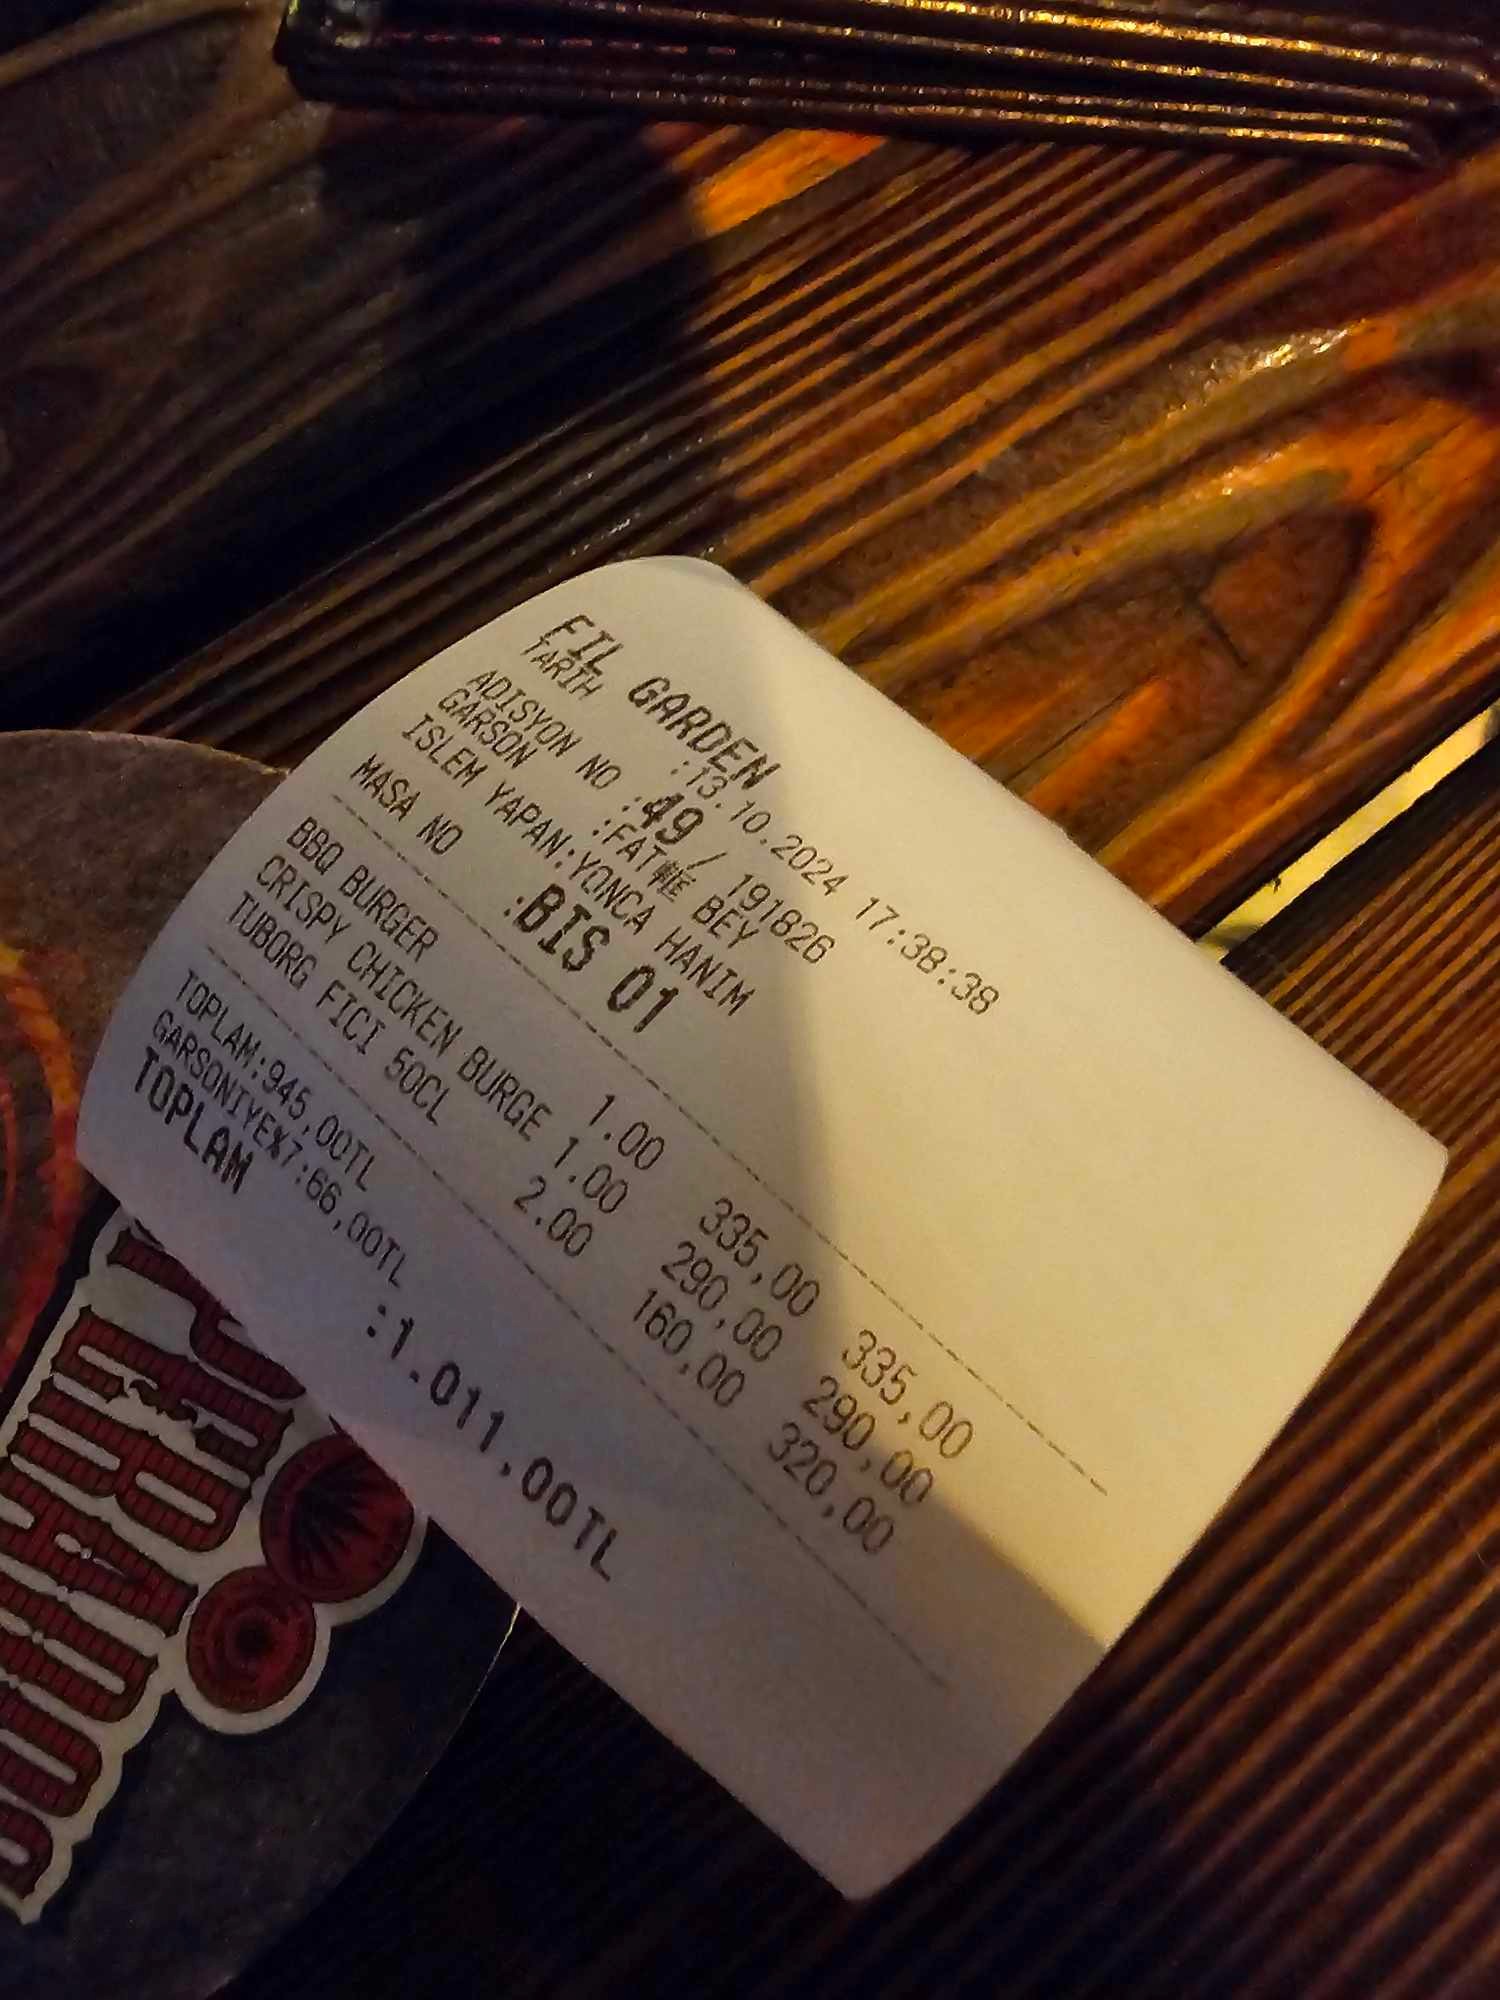 FIL GARDEN
TARIH :13.10.2024 17:38:38
ADISYON NO :49 / 191826
GARSON :FATİH BEY
ISLEM YAPAN:YONCA HANIM
MASA NO :BIS 01
BBQ BURGER 1.00 335,00 335,00
CRISPY CHICKEN BURGE 1.00 290,00 290,00
TUBORG FICI 50CL 2.00 160,00 320,00
TOPLAM:945,00TL
GARSONIYE%7:66,00TL
TOPLAM :1.011,00TL